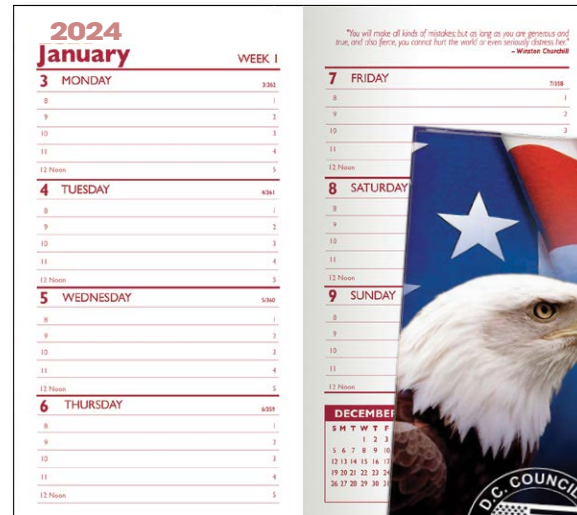 2024
January
WEEK 1
3 MONDAY 3/362
8 1
9 2
10 3
11 4
12 Noon 5
4 TUESDAY 4/361
8 1
9 2
10 3
11 4
12 Noon 5
5 WEDNESDAY 5/360
8 1
9 2
10 3
11 4
12 Noon 5
6 THURSDAY 6/359
8 1
9 2
10 3
11 4
12 Noon 5
"You will make all kinds of mistakes; but as long as you are generous and
true, and also fierce, you cannot hurt the world or even seriously distress her."
– Winston Churchill
7 FRIDAY 7/358
8 1
9 2
10 3
11
12 Noon
8 SATURDAY
8
9
10
11
12 Noon
9 SUNDAY
8
9
10
11
12 Noon
DECEMBER
S M T W T F
1 2 3
5 6 7 8 9 10
12 13 14 15 16 17
19 20 21 22 23 24
26 27 28 29 30 31
D.C. COUNCIL